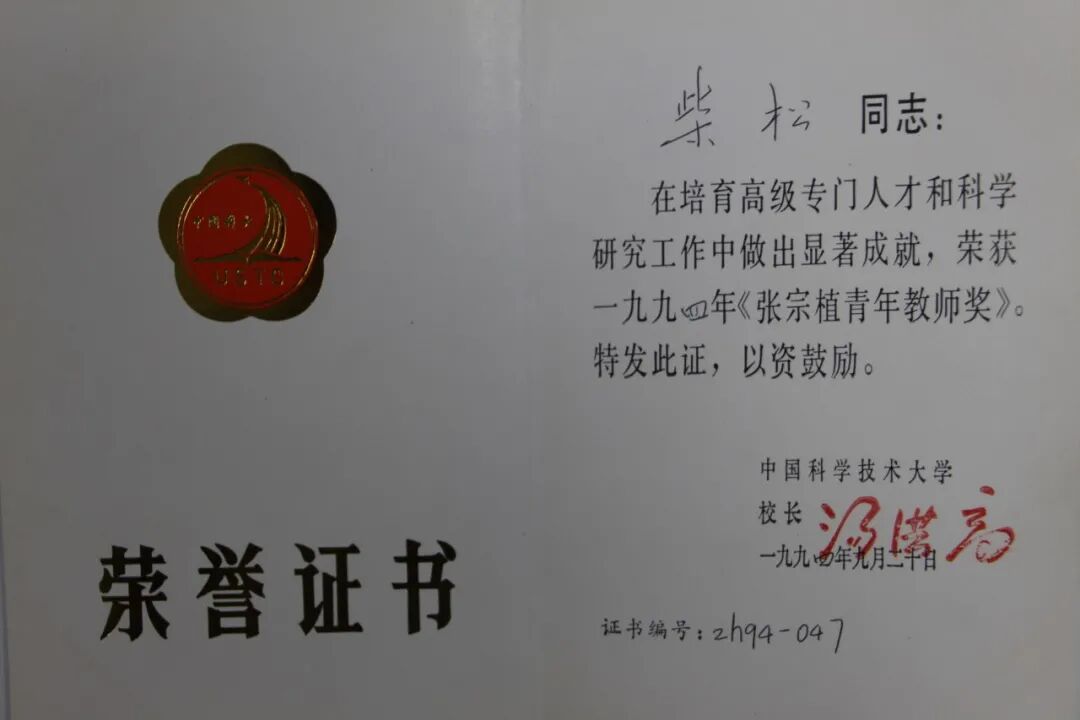 中国科大
USTC
荣誉证书
柴松 同志：
在培育高级专门人才和科学
研究工作中做出显著成就，荣获
一九九四年《张宗植青年教师奖》。
特发此证，以资鼓励。
中国科学技术大学
校长 汤洪高
一九九四年九月二十日
证书编号：zh94-047